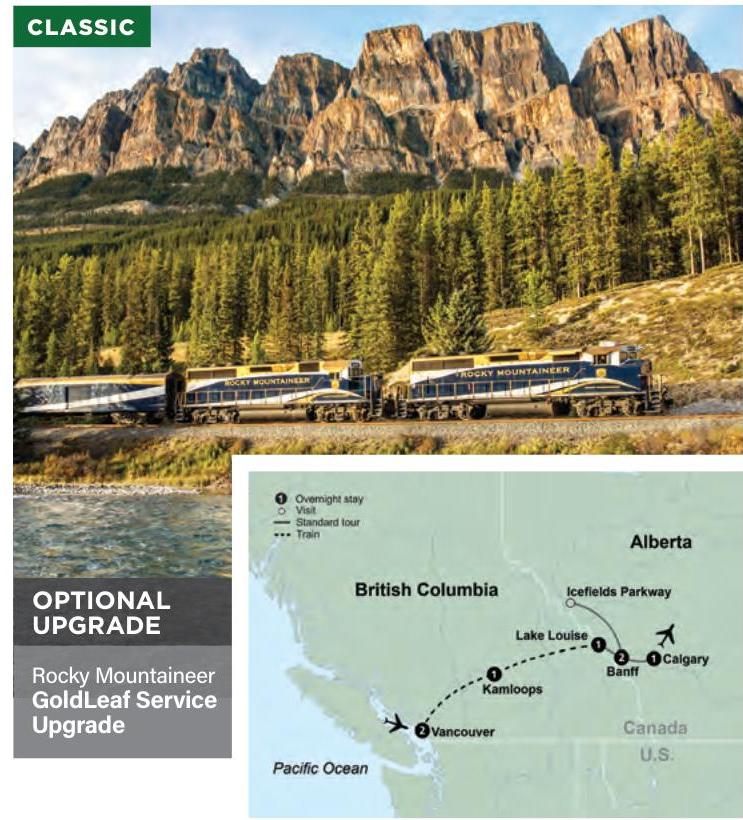 CLASSIC
ROCKY MOUNTAINEER
ROCKY MOUNTAINEER
OPTIONAL
UPGRADE
Rocky Mountaineer
GoldLeaf Service
Upgrade
1 Overnight stay
Visit
Standard tour
Train
Alberta
British Columbia
Icefields Parkway
Lake Louise
1
2
1
Calgary
Banff
1
Kamloops
2
Vancouver
Canada
U.S.
Pacific Ocean